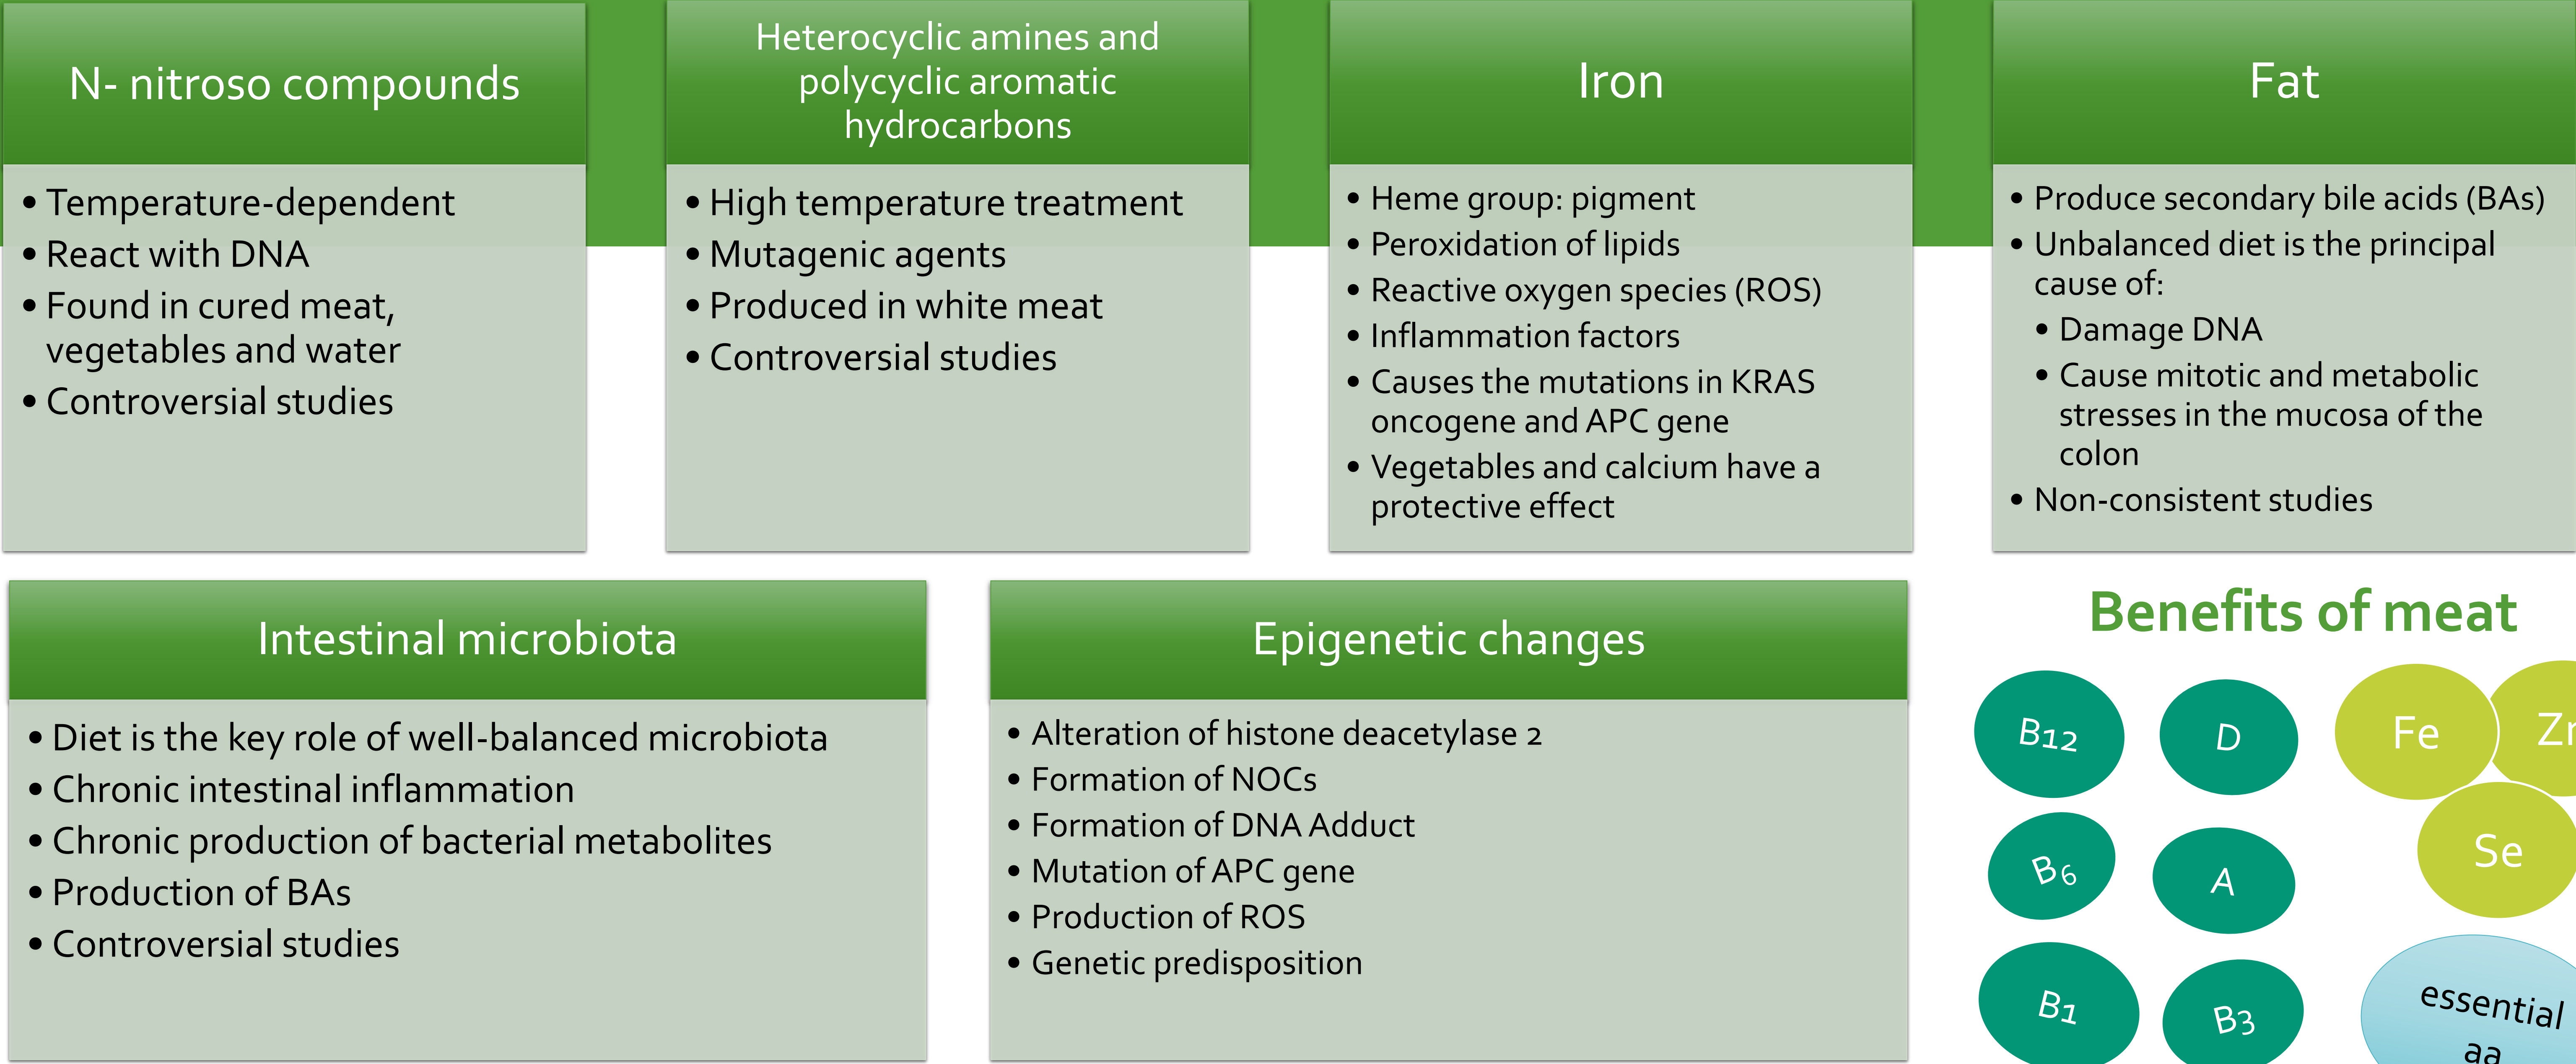 N- nitroso compounds
• Temperature-dependent
• React with DNA
• Found in cured meat,
vegetables and water
• Controversial studies
Heterocyclic amines and
polycyclic aromatic
hydrocarbons
• High temperature treatment
• Mutagenic agents
• Produced in white meat
• Controversial studies
Iron
• Heme group: pigment
• Peroxidation of lipids
• Reactive oxygen species (ROS)
• Inflammation factors
• Causes the mutations in KRAS
oncogene and APC gene
• Vegetables and calcium have a
protective effect
Fat
• Produce secondary bile acids (BAs)
• Unbalanced diet is the principal
cause of:
• Damage DNA
• Cause mitotic and metabolic
stresses in the mucosa of the
colon
• Non-consistent studies
Intestinal microbiota
• Diet is the key role of well-balanced microbiota
• Chronic intestinal inflammation
• Chronic production of bacterial metabolites
• Production of BAs
• Controversial studies
Epigenetic changes
• Alteration of histone deacetylase 2
• Formation of NOCs
• Formation of DNA Adduct
• Mutation of APC gene
• Production of ROS
• Genetic predisposition
Benefits of meat
B12
D
Fe
B6
A
Se
B1
B3
essential
aa